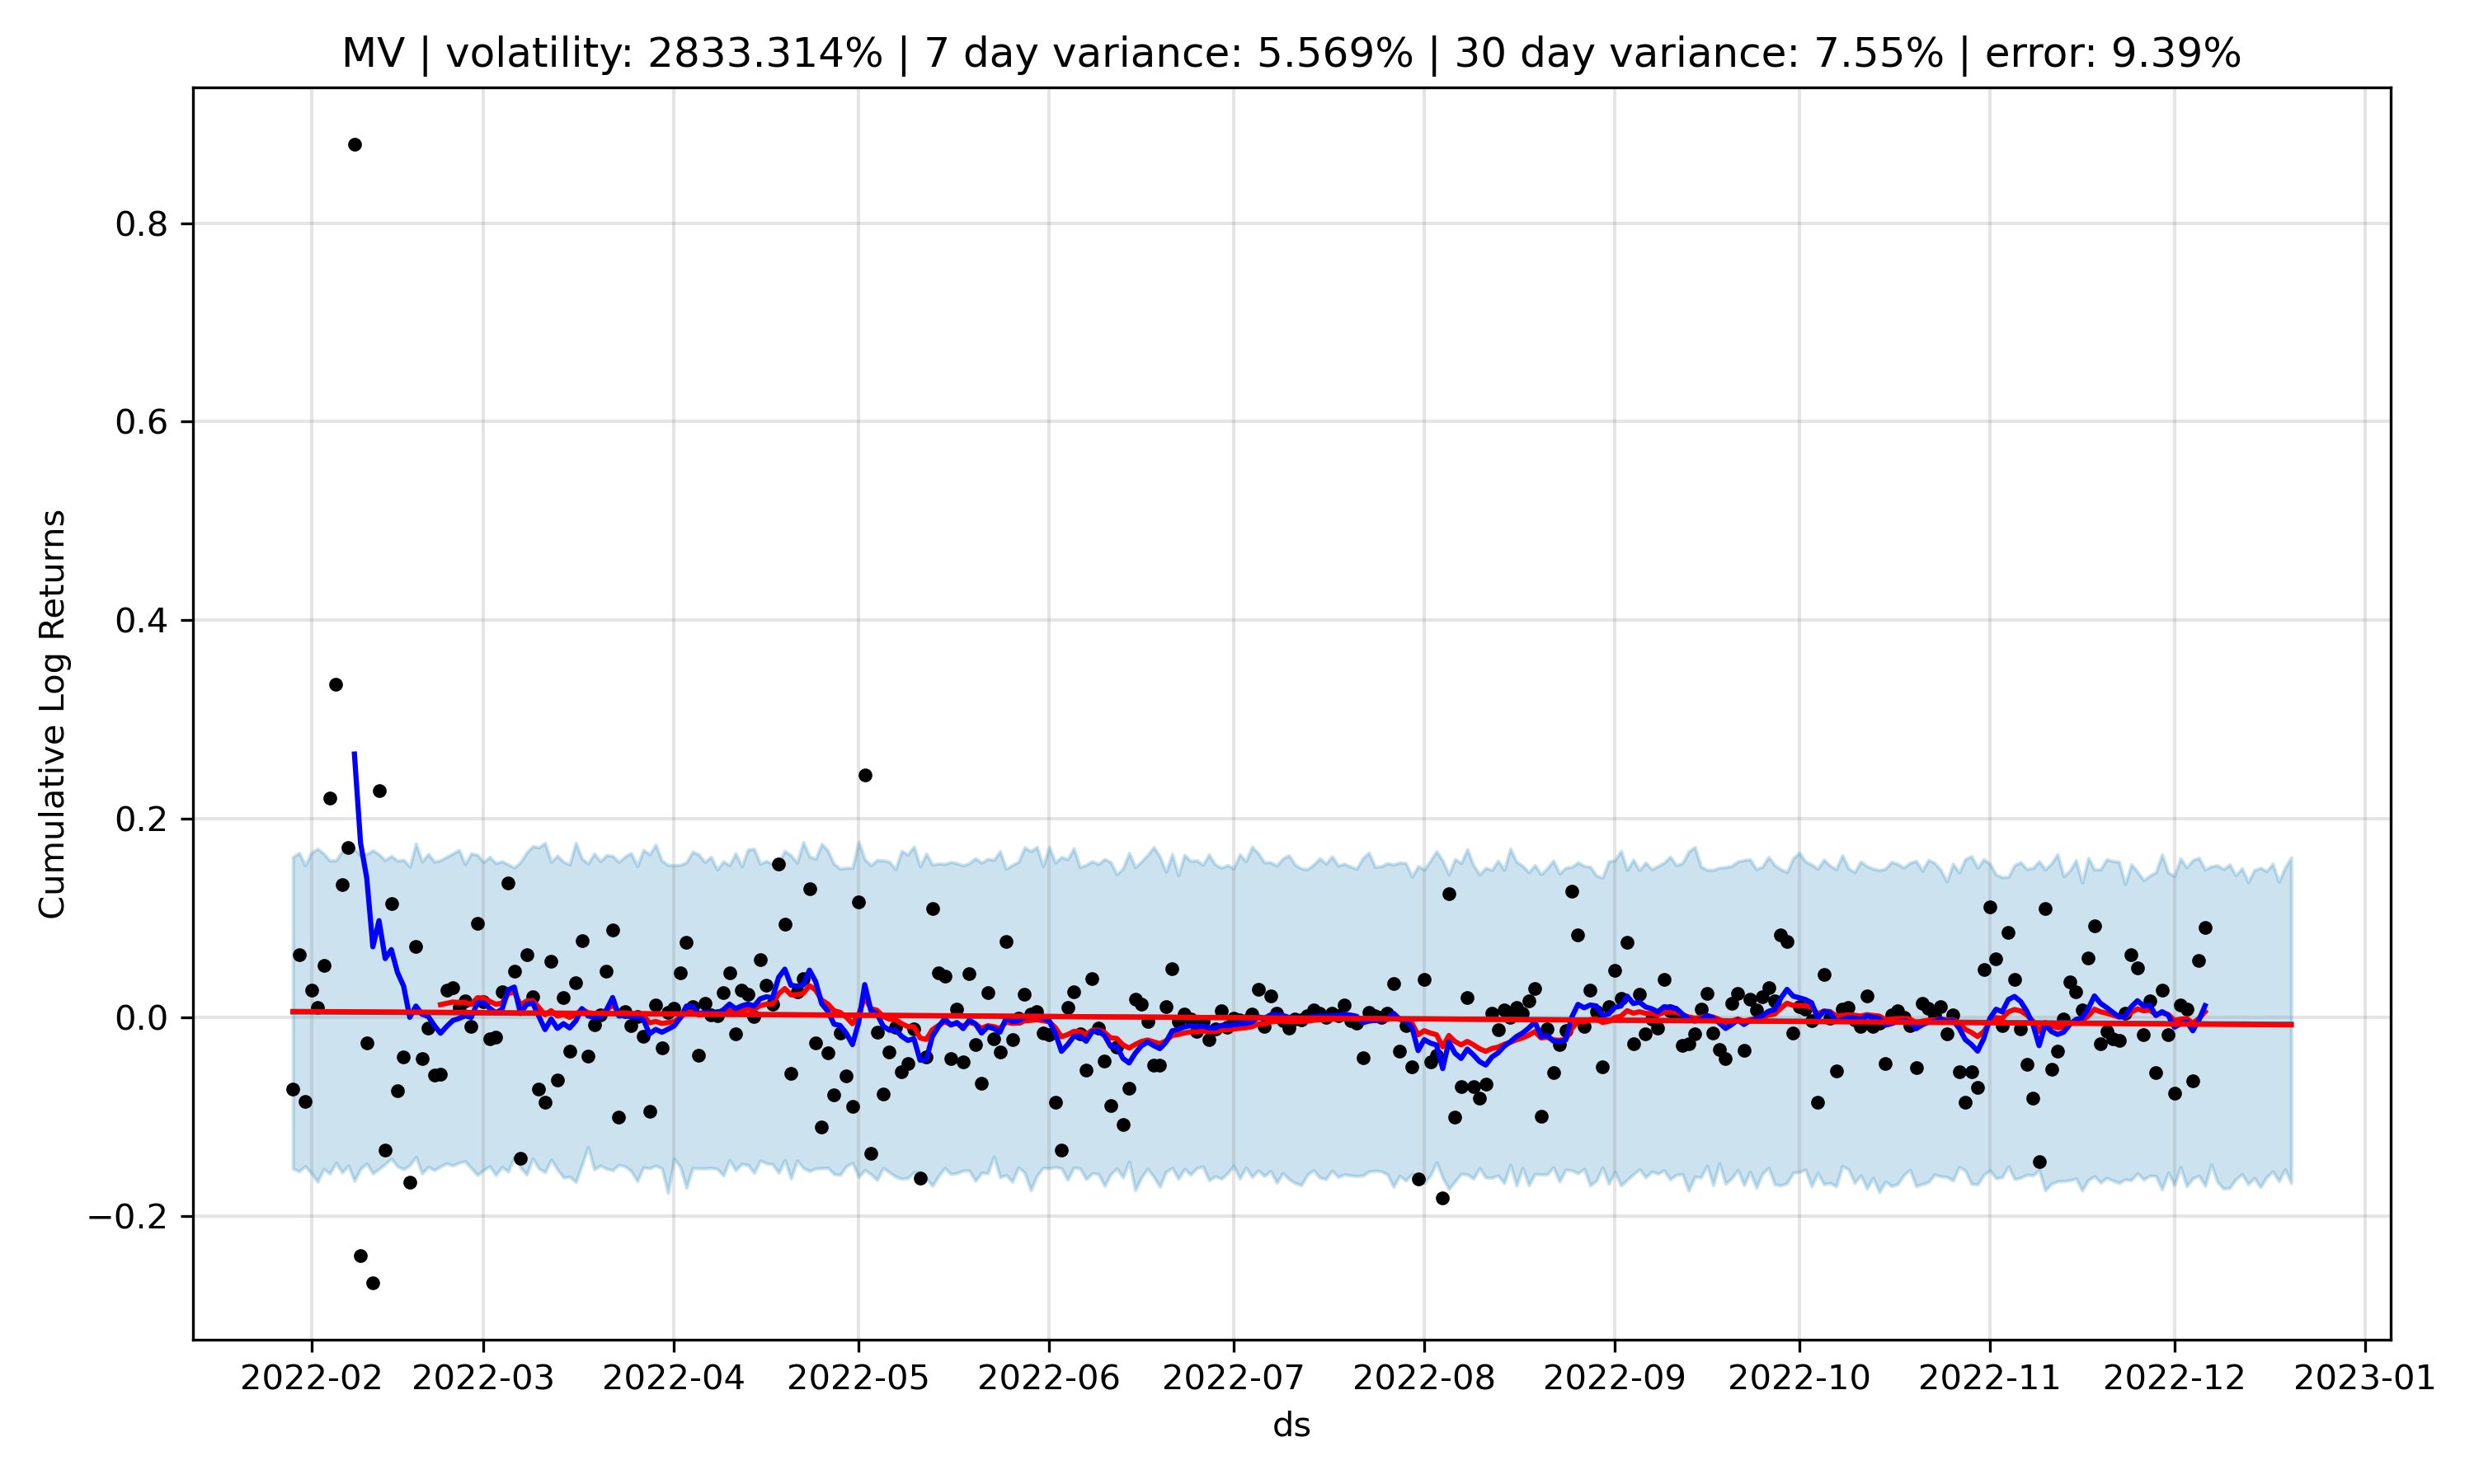 MV | volatility: 2833.314% | 7 day variance: 5.569% | 30 day variance: 7.55% | error: 9.39%
Cumulative Log Returns
0.8
0.6
0.4
0.2
0.0
−0.2
2022-02 2022-03 2022-04 2022-05 2022-06 2022-07 2022-08 2022-09 2022-10 2022-11 2022-12 2023-01
ds